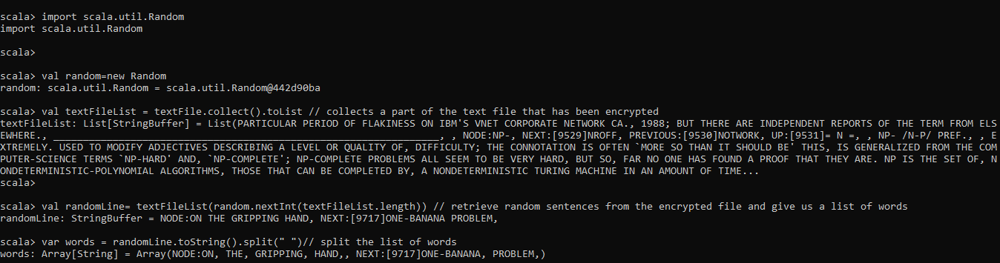 scala> import scala.util.Random
import scala.util.Random
scala>
scala> val random=new Random
random: scala.util.Random = scala.util.Random@442d90ba
scala> val textFileList = textFile.collect().toList // collects a part of the text file that has been encrypted
textFileList: List[StringBuffer] = List(PARTICULAR PERIOD OF FLAKINESS ON IBM'S VNET CORPORATE NETWORK CA., 1988; BUT THERE ARE INDEPENDENT REPORTS OF THE TERM FROM ELS
EWHERE., _________________________________________________________________, , NODE:NP-, NEXT:[9529]NROFF, PREVIOUS:[9530]NOTWORK, UP:[9531]= N =, , NP- /N-P/ PREF., , E
XTREMELY. USED TO MODIFY ADJECTIVES DESCRIBING A LEVEL OR QUALITY OF, DIFFICULTY; THE CONNOTATION IS OFTEN `MORE SO THAN IT SHOULD BE' THIS, IS GENERALIZED FROM THE COM
PUTER-SCIENCE TERMS `NP-HARD' AND, `NP-COMPLETE'; NP-COMPLETE PROBLEMS ALL SEEM TO BE VERY HARD, BUT SO, FAR NO ONE HAS FOUND A PROOF THAT THEY ARE. NP IS THE SET OF, N
ONDETERMINISTIC-POLYNOMIAL ALGORITHMS, THOSE THAT CAN BE COMPLETED BY, A NONDETERMINISTIC TURING MACHINE IN AN AMOUNT OF TIME...
scala>
scala> val randomLine= textFileList(random.nextInt(textFileList.length)) // retrieve random sentences from the encrypted file and give us a list of words
randomLine: StringBuffer = NODE:ON THE GRIPPING HAND, NEXT:[9717]ONE-BANANA PROBLEM,
scala> var words = randomLine.toString().split(" ")// split the list of words
words: Array[String] = Array(NODE:ON, THE, GRIPPING, HAND,, NEXT:[9717]ONE-BANANA, PROBLEM,)